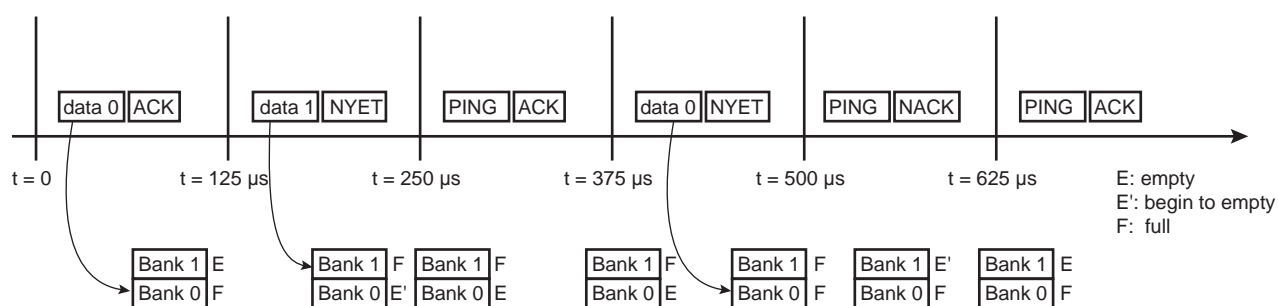 data 0 ACK data 1 NYET PING ACK data 0 NYET PING NACK PING ACK
t = 0 t = 125 μs t = 250 μs t = 375 μs t = 500 μs t = 625 μs E: empty
E': begin to empty
F: full
Bank 1 E Bank 1 F Bank 1 F Bank 1 F Bank 1 F Bank 1 E' Bank 1 E
Bank 0 F Bank 0 E' Bank 0 E Bank 0 E Bank 0 F Bank 0 F Bank 0 F